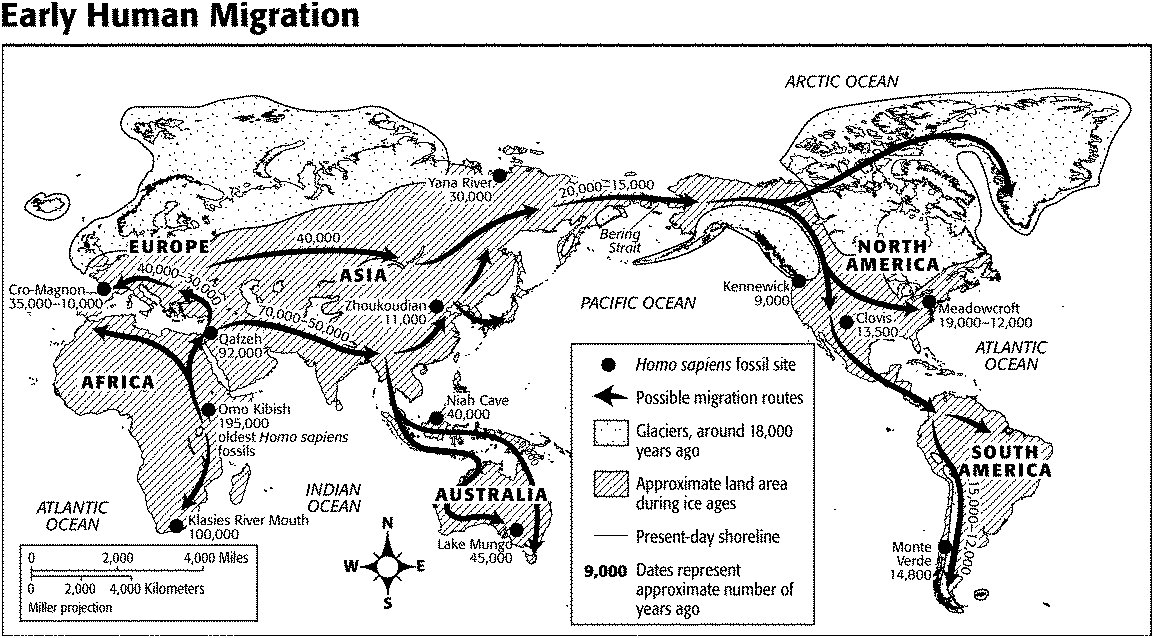 Early Human Migration
ARCTIC OCEAN
Yana River
30,000
20,000–15,000
Bering
Strait
EUROPE
40,000
ASIA
NORTH
AMERICA
40,000–30,000
Cro-Magnon
35,000–10,000
Zhoukoudian
11,000
PACIFIC OCEAN
Kennewick
9,000
Meadowcroft
19,000–12,000
Clovis
13,500
70,000–50,000
Qafzeh
92,000
ATLANTIC
OCEAN
AFRICA
Omo Kibish
195,000
oldest Homo sapiens
fossils
Niah Cave
40,000
SOUTH
AMERICA
15,000–12,000
INDIAN
OCEAN
AUSTRALIA
ATLANTIC
OCEAN
Klasies River Mouth
100,000
Lake Mungo
45,000
Monte
Verde
14,800
N
W E
S
0 2,000 4,000 Miles
0 2,000 4,000 Kilometers
Miller projection
Homo sapiens fossil site
Possible migration routes
Glaciers, around 18,000
years ago
Approximate land area
during ice ages
Present-day shoreline
9,000 Dates represent
approximate number of
years ago